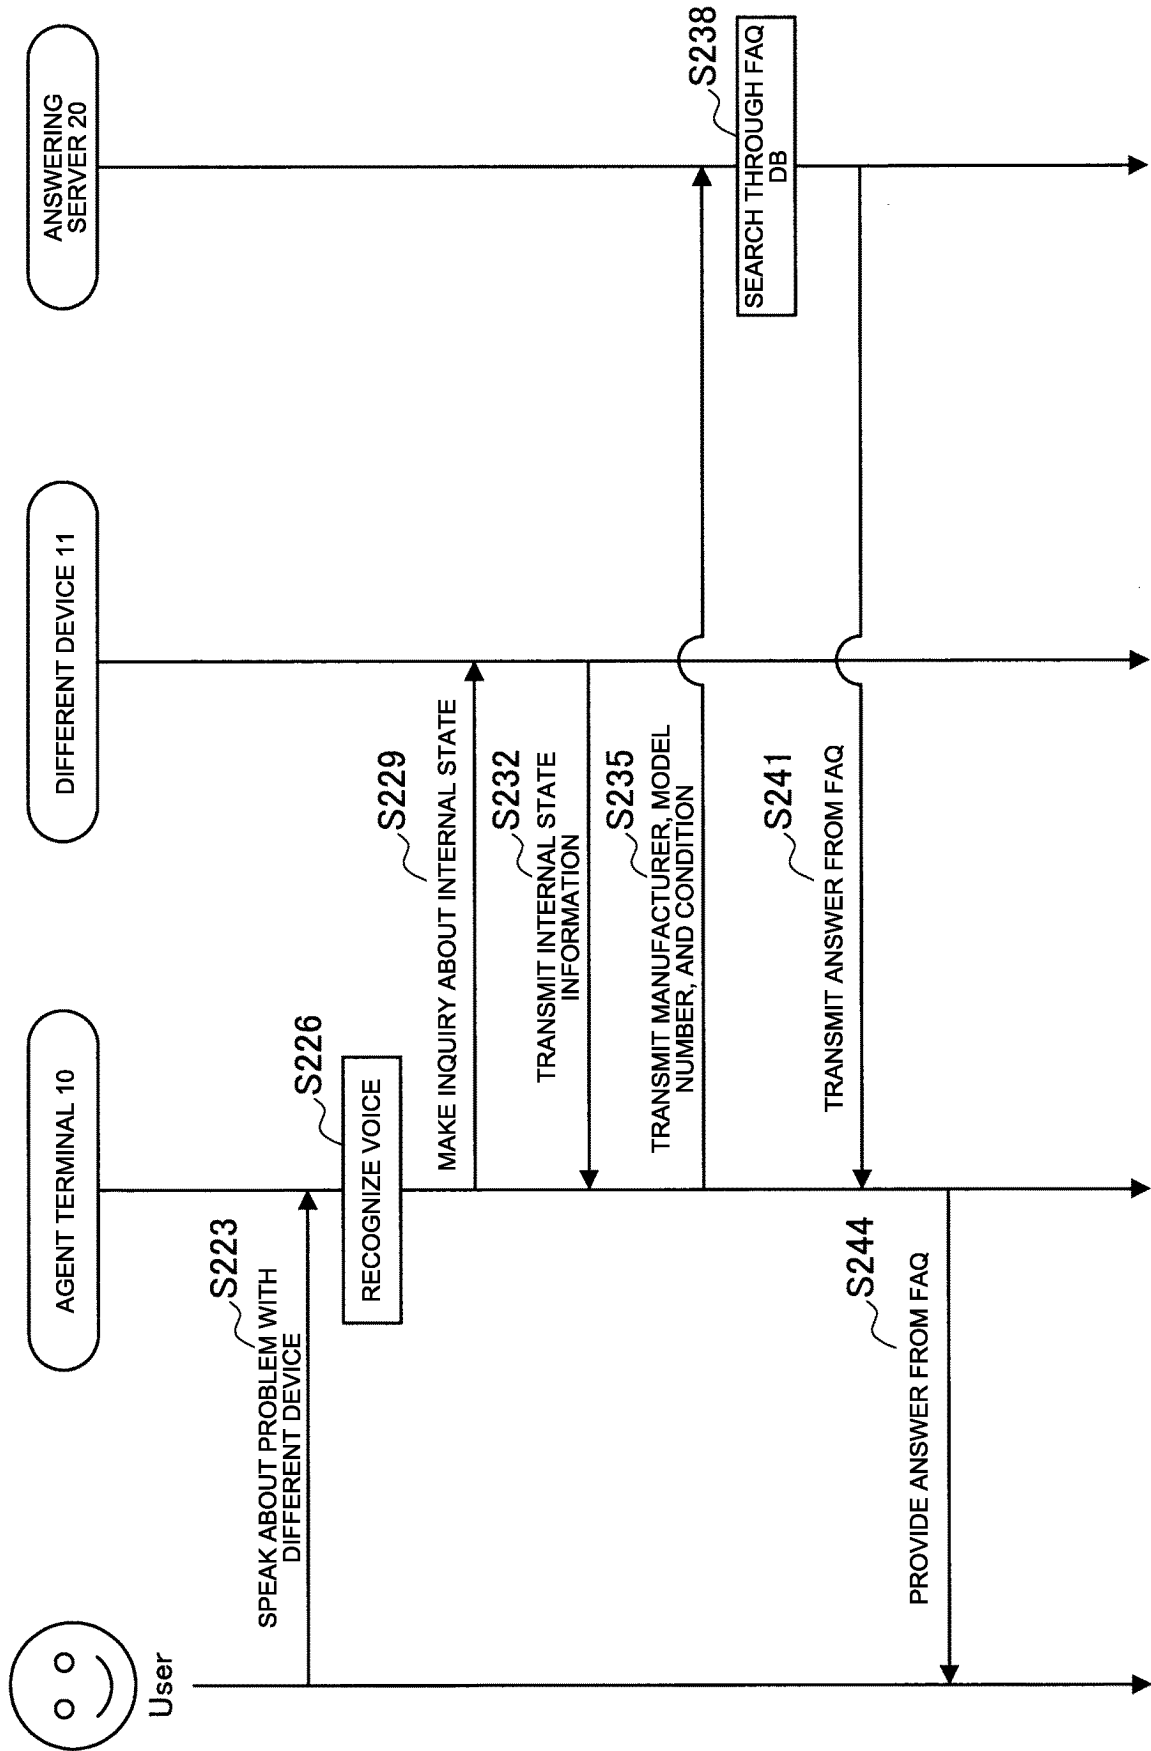 User
AGENT TERMINAL 10
DIFFERENT DEVICE 11
ANSWERING
SERVER 20
S223
SPEAK ABOUT PROBLEM WITH
DIFFERENT DEVICE
S226
RECOGNIZE VOICE
S229
MAKE INQUIRY ABOUT INTERNAL STATE
S232
TRANSMIT INTERNAL STATE
INFORMATION
S235
TRANSMIT MANUFACTURER, MODEL
NUMBER, AND CONDITION
S238
SEARCH THROUGH FAQ
DB
S241
TRANSMIT ANSWER FROM FAQ
S244
PROVIDE ANSWER FROM FAQ